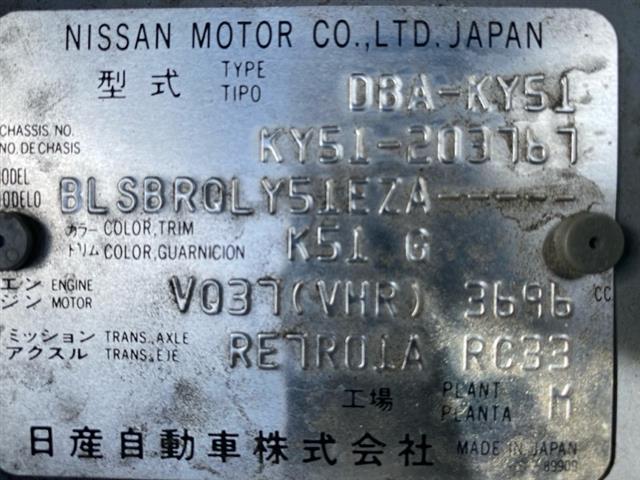 NISSAN MOTOR CO.,LTD. JAPAN
型式 TYPE TIPO DBA-KY51
CHASSIS NO. NO. DE CHASIS KY51-203767
MODEL MODELO BLSBRQLY51EZA-----
カラー COLOR, TRIM
トリム COLOR, GUARNICION K51 G
エンジン ENGINE MOTOR VQ37(VHR) 3696 CC
ミッション TRANS., AXLE
アクスル TRANS., EJE RE7R01A RC33
工場 PLANT PLANTA M
日産自動車株式会社 MADE IN JAPAN
89909